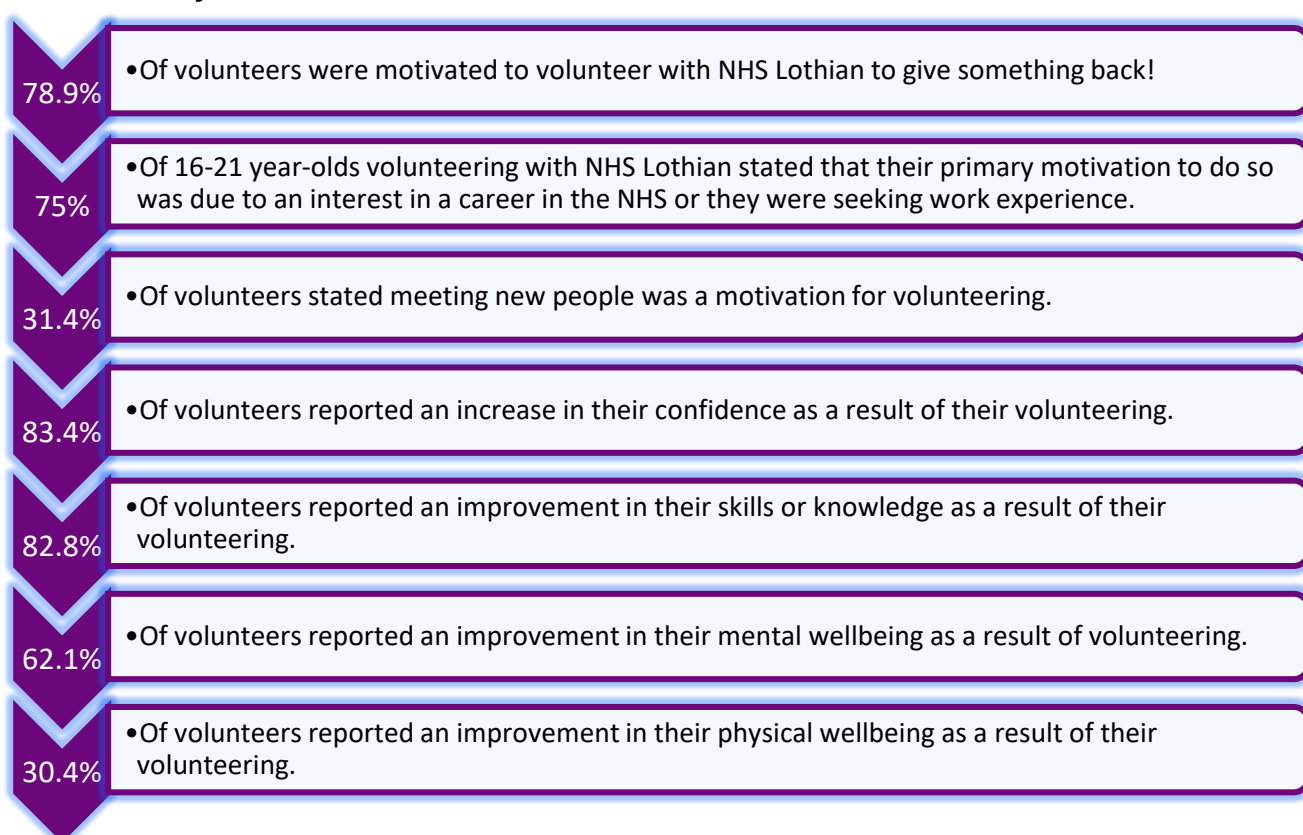 78.9%
•Of volunteers were motivated to volunteer with NHS Lothian to give something back!
75%
•Of 16-21 year-olds volunteering with NHS Lothian stated that their primary motivation to do so
was due to an interest in a career in the NHS or they were seeking work experience.
31.4%
•Of volunteers stated meeting new people was a motivation for volunteering.
83.4%
•Of volunteers reported an increase in their confidence as a result of their volunteering.
82.8%
•Of volunteers reported an improvement in their skills or knowledge as a result of their
volunteering.
62.1%
•Of volunteers reported an improvement in their mental wellbeing as a result of volunteering.
30.4%
•Of volunteers reported an improvement in their physical wellbeing as a result of their
volunteering.